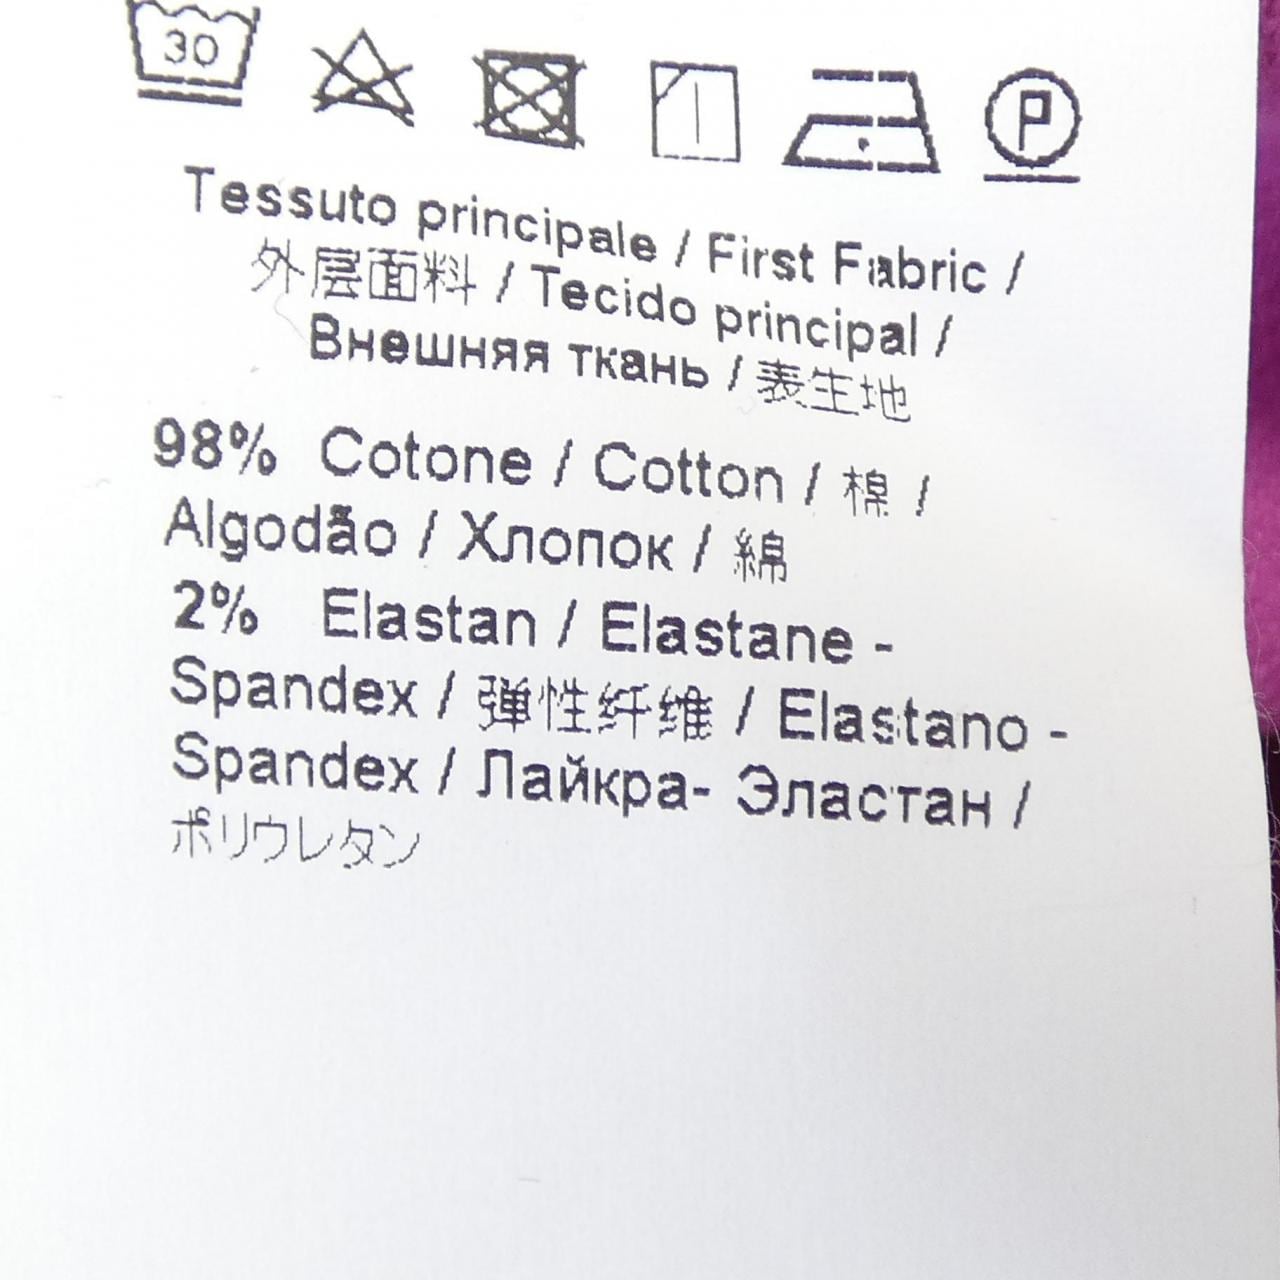 30
P
Tessuto principale / First Fabric /
外层面料 / Tecido principal /
Внешняя ткань / 表生地
98% Cotone / Cotton / 棉 /
Algodão / Хлопок / 綿
2% Elastan / Elastane -
Spandex / 弹性纤维 / Elastano -
Spandex / Лайкра- Эластан /
ポリウレタン